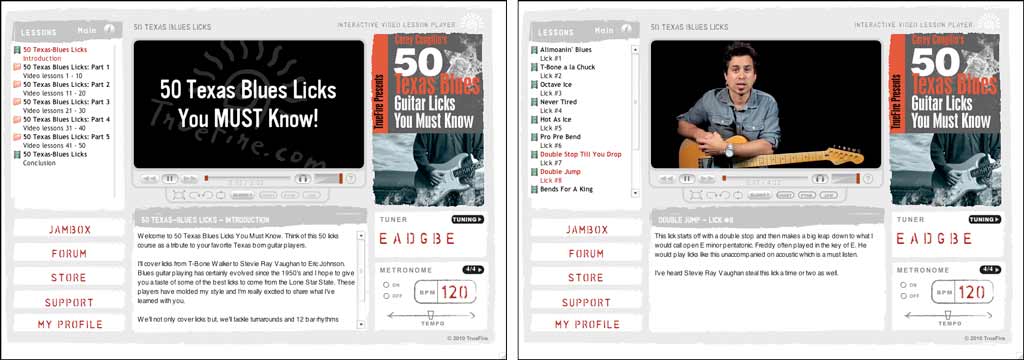 LESSONS
Main
50 Texas-Blues Licks
Introduction
50 Texas Blues Licks: Part 1
Video lessons 1 - 10
50 Texas Blues Licks: Part 2
Video lessons 11 - 20
50 Texas Blues Licks: Part 3
Video lessons 21 - 30
50 Texas Blues Licks: Part 4
Video lessons 31 - 40
50 Texas Blues Licks: Part 5
Video lessons 41 - 50
50 Texas-Blues Licks
Conclusion
JAMBOX
FORUM
STORE
SUPPORT
MY PROFILE
50 TEXAS BLUES LICKS
INTERACTIVE VIDEO LESSON PLAYER
50 Texas Blues Licks
You MUST Know!
TrueFire.com
50 TEXAS-BLUES LICKS - INTRODUCTION
Welcome to 50 Texas Blues Licks You Must Know. Think of this 50 licks
course as a tribute to your favorite Texas born guitar players.
I'll cover licks from T-Bone Walker to Stevie Ray Vaughan to Eric Johnson.
Blues guitar playing has certainly evolved since the 1950's and I hope to give
you a taste of some of the best licks to come from the Lone Star State. These
players have molded my style and I'm really excited to share what I've
learned with you.
We'll not only cover licks but, we'll tackle turnarounds and 12 bar rhythms
TrueFire Presents
Corey Congilio's
50
Texas Blues
Guitar Licks
You Must Know
TUNER
TUNING
E A D G B E
METRONOME
4/4
ON
OFF
BPM
120
TEMPO
© 2010 TrueFire
LESSONS
Main
Alimoanin' Blues
Lick #1
T-Bone a la Chuck
Lick #2
Octave Ice
Lick #3
Never Tired
Lick #4
Hot As Ice
Lick #5
Pro Pre Bend
Lick #6
Double Stop Till You Drop
Lick #7
Double Jump
Lick #8
Bends For A King
JAMBOX
FORUM
STORE
SUPPORT
MY PROFILE
50 TEXAS BLUES LICKS
INTERACTIVE VIDEO LESSON PLAYER
DOUBLE JUMP - LICK #8
This lick starts off with a double stop and then makes a big leap down to what I
would call open E minor pentatonic. Freddy often played in the key of E. He
would play licks like this unaccompanied on acoustic which is a must listen.
I've heard Stevie Ray Vaughan steal this lick a time or two as well.
TrueFire Presents
Corey Congilio's
50
Texas Blues
Guitar Licks
You Must Know
TUNER
TUNING
E A D G B E
METRONOME
4/4
ON
OFF
BPM
120
TEMPO
© 2010 TrueFire